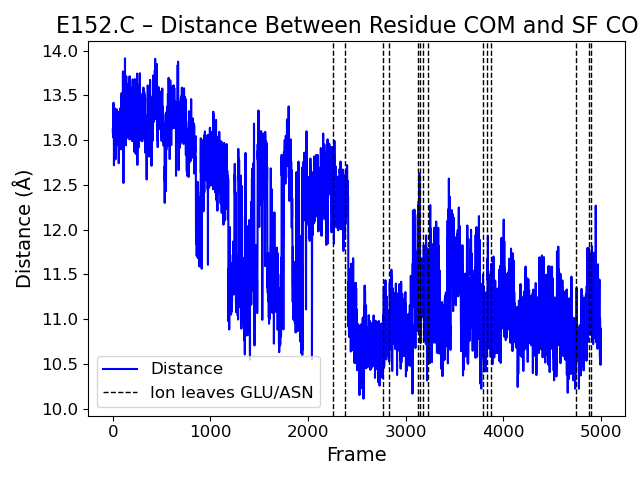 E152.C – Distance Between Residue COM and SF CO
14.0
13.5
13.0
12.5
12.0
11.5
11.0
10.5
10.0
Distance (Å)
Distance
Ion leaves GLU/ASN
0 1000 2000 3000 4000 5000
Frame